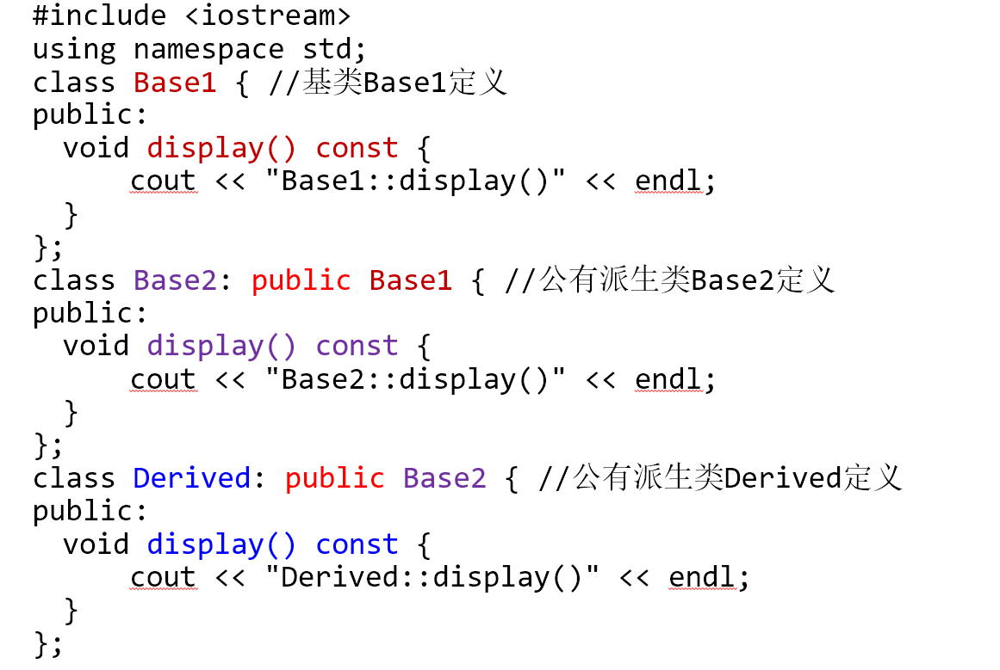 #include <iostream>
using namespace std;
class Base1 { //基类Base1定义
public:
  void display() const {
      cout << "Base1::display()" << endl;
  }
};
class Base2: public Base1 { //公有派生类Base2定义
public:
  void display() const {
      cout << "Base2::display()" << endl;
  }
};
class Derived: public Base2 { //公有派生类Derived定义
public:
  void display() const {
      cout << "Derived::display()" << endl;
  }
};